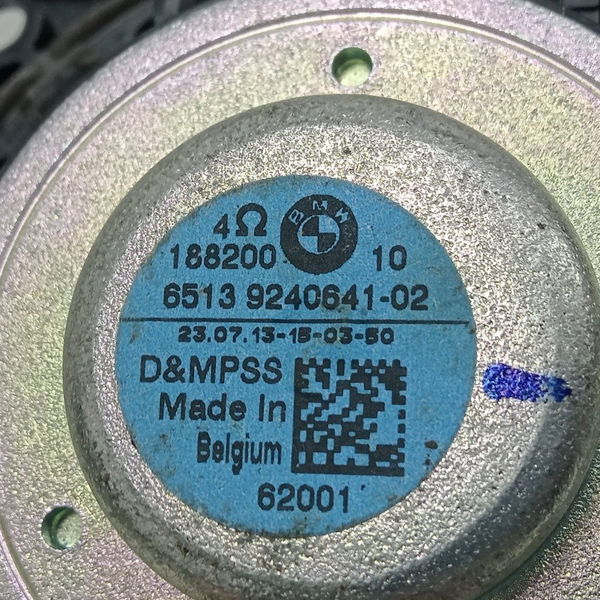 4Ω BMW
188200 10
6513 9240641-02
23.07.13-15-03-50
D&MPSS
Made In
Belgium
62001